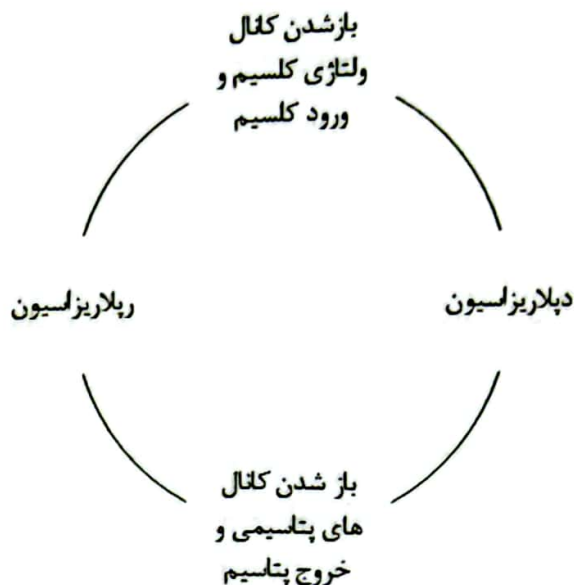 بازشدن کانال
ولتاژی کلسیم و
ورود کلسیم
دپلاریزاسیون
رپلاریزاسیون
باز شدن کانال
های پتاسیمی و
خروج پتاسیم